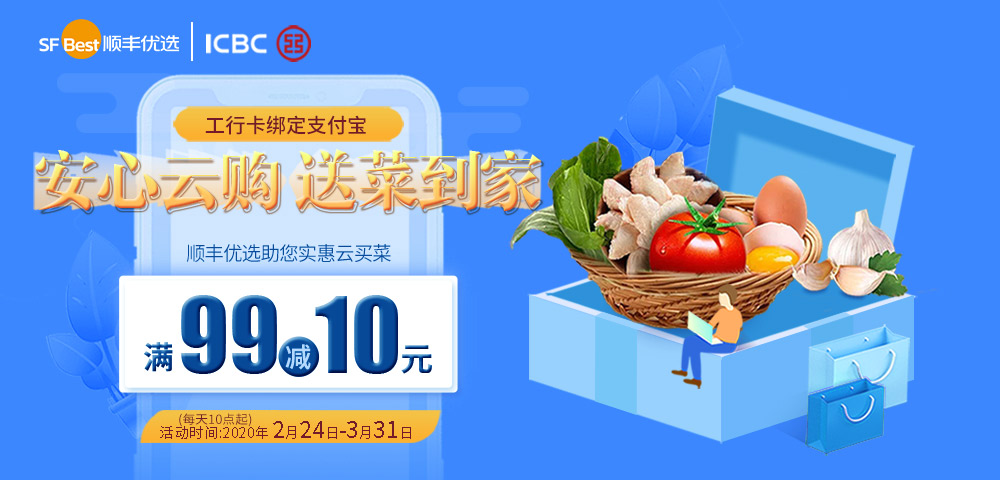 SF Best 顺丰优选 ICBC
工行卡绑定支付宝
安心云购 送菜到家
顺丰优选助您实惠云买菜
满99减10元
(每天10点起)
活动时间:2020年 2月24日-3月31日